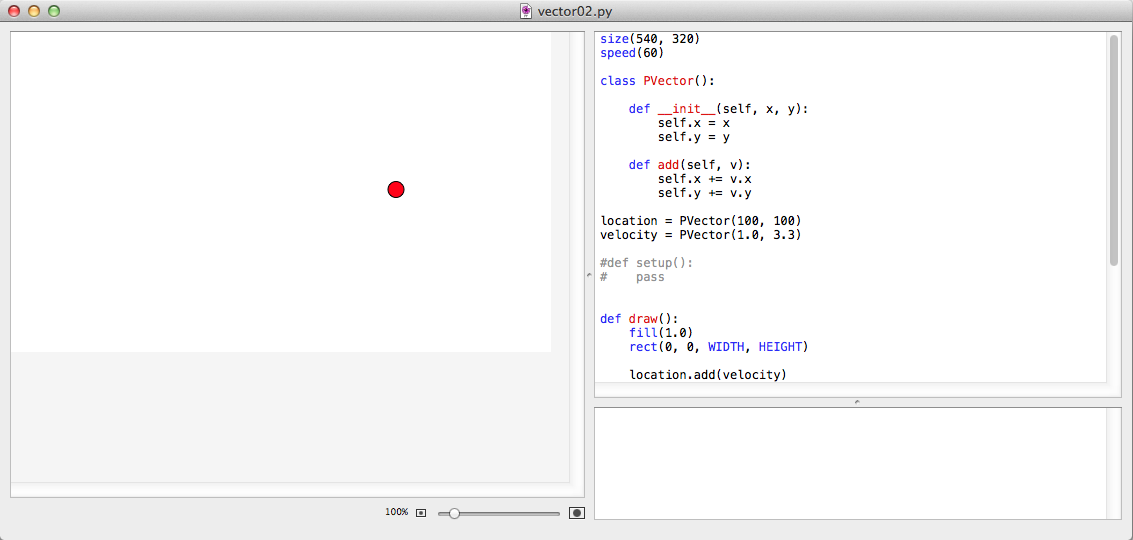 vector02.py
size(540, 320)
speed(60)
class PVector():
    def __init__(self, x, y):
        self.x = x
        self.y = y
    def add(self, v):
        self.x += v.x
        self.y += v.y
location = PVector(100, 100)
velocity = PVector(1.0, 3.3)
#def setup():
#    pass
def draw():
    fill(1.0)
    rect(0, 0, WIDTH, HEIGHT)
    location.add(velocity)
100%